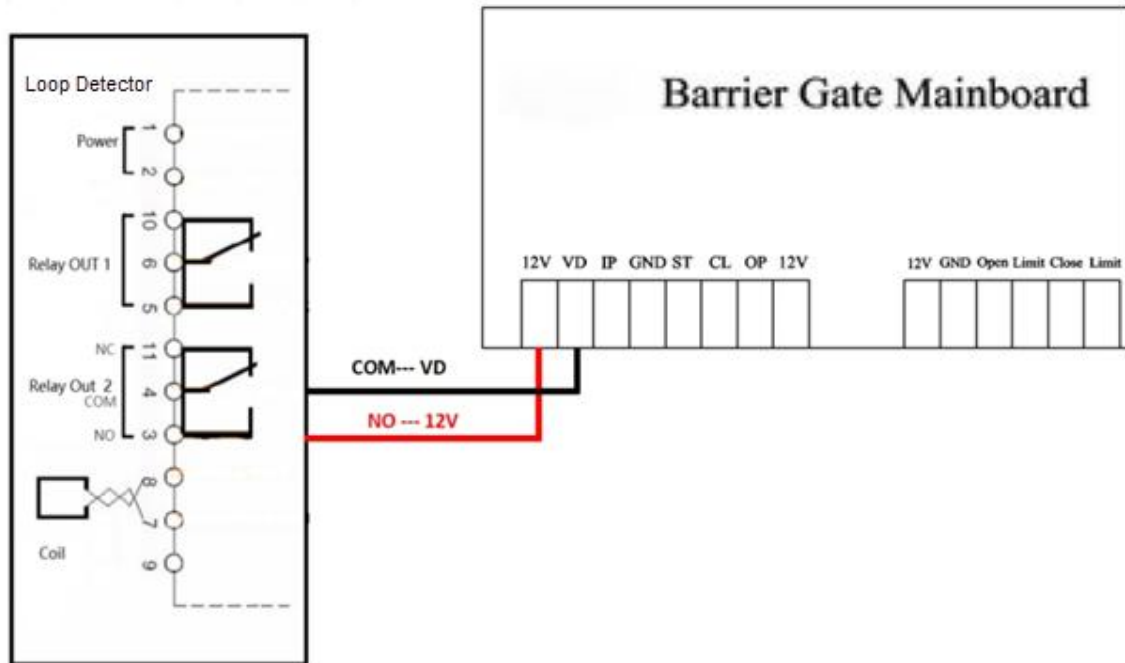 Loop Detector
Power
1
2
Relay OUT 1
10
6
5
NC
Relay Out 2
COM
NO
11
4
3
8
7
9
Coil
COM--- VD
NO --- 12V
Barrier Gate Mainboard
12V VD IP GND ST CL OP 12V
12V GND Open Limit Close Limit